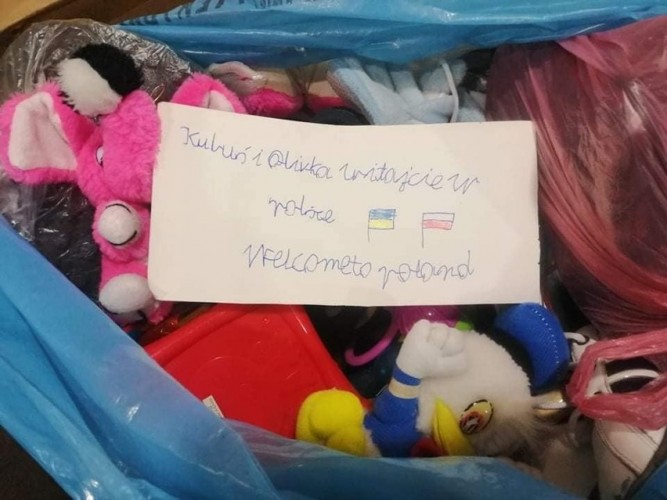 Kubuś i Oliwka witajcie w
Polsce
Welcome to Poland